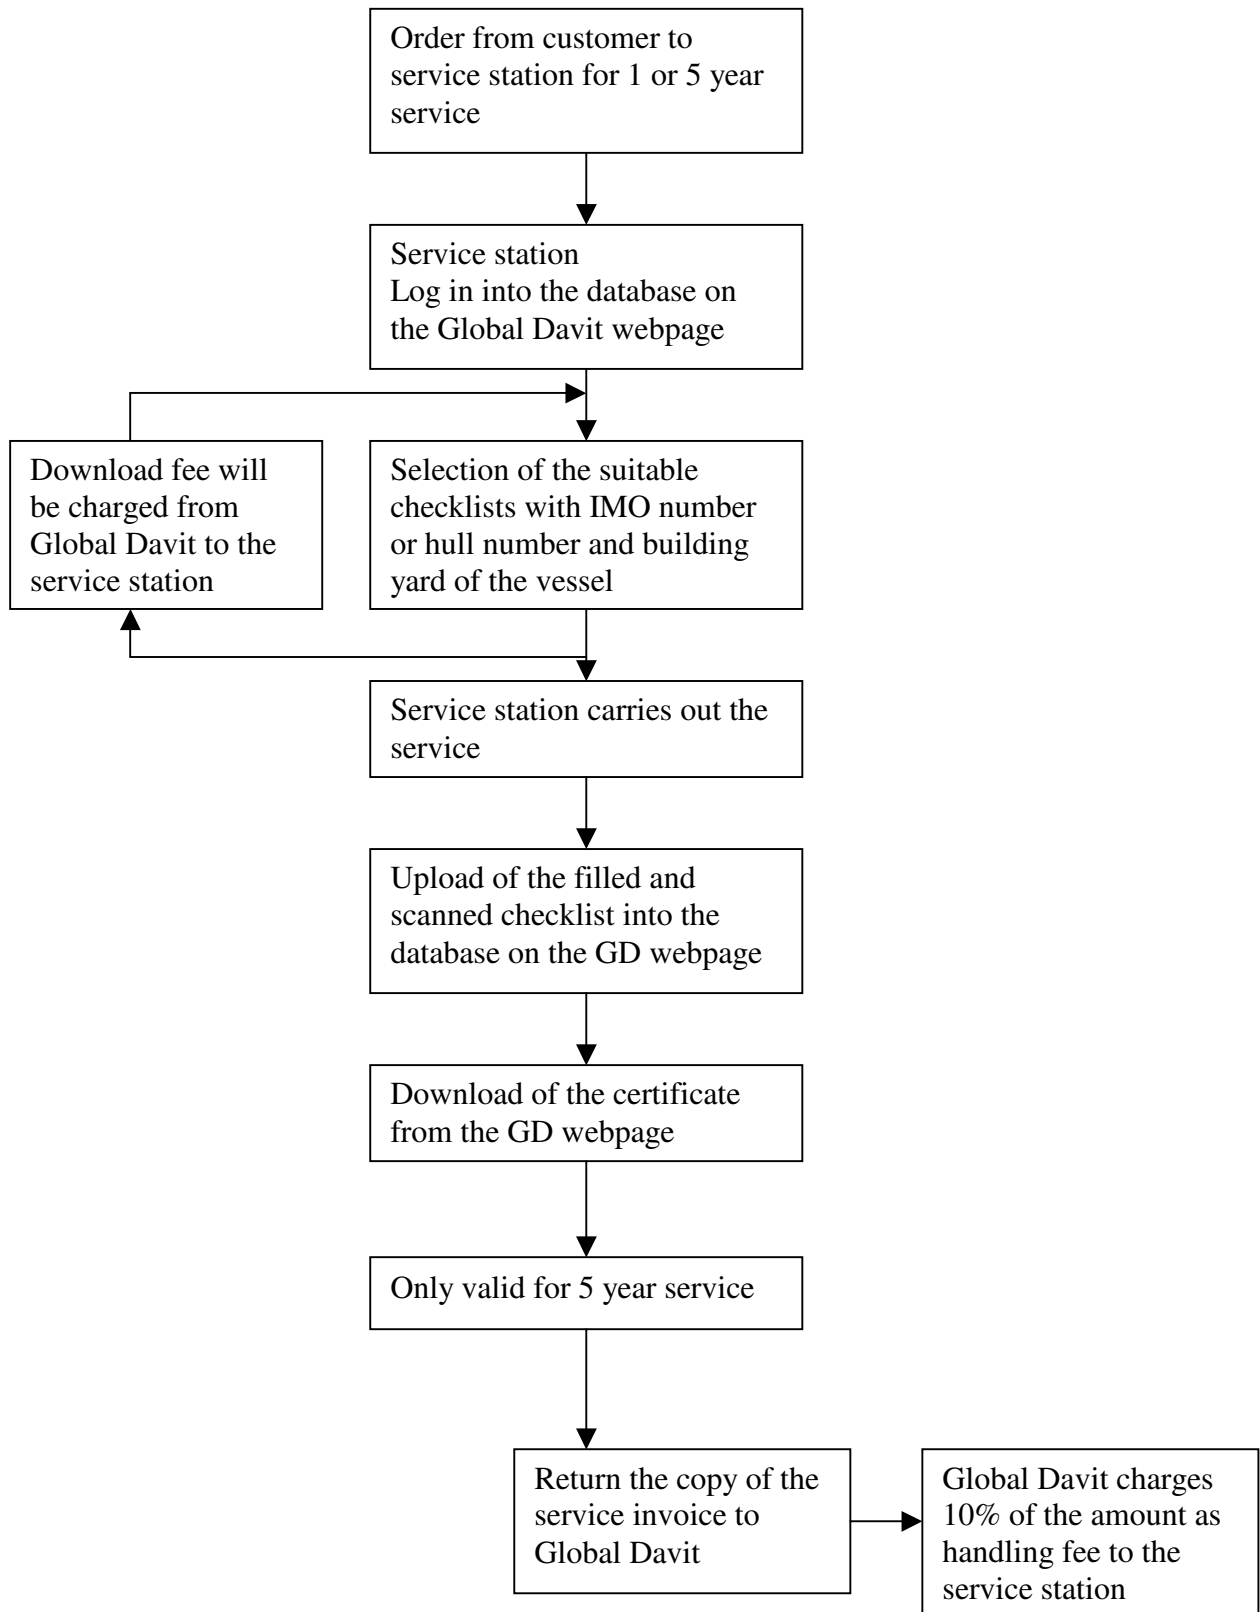 Order from customer to
service station for 1 or 5 year
service
Service station
Log in into the database on
the Global Davit webpage
Download fee will
be charged from
Global Davit to the
service station
Selection of the suitable
checklists with IMO number
or hull number and building
yard of the vessel
Service station carries out the
service
Upload of the filled and
scanned checklist into the
database on the GD webpage
Download of the certificate
from the GD webpage
Only valid for 5 year service
Return the copy of the
service invoice to
Global Davit
Global Davit charges
10% of the amount as
handling fee to the
service station